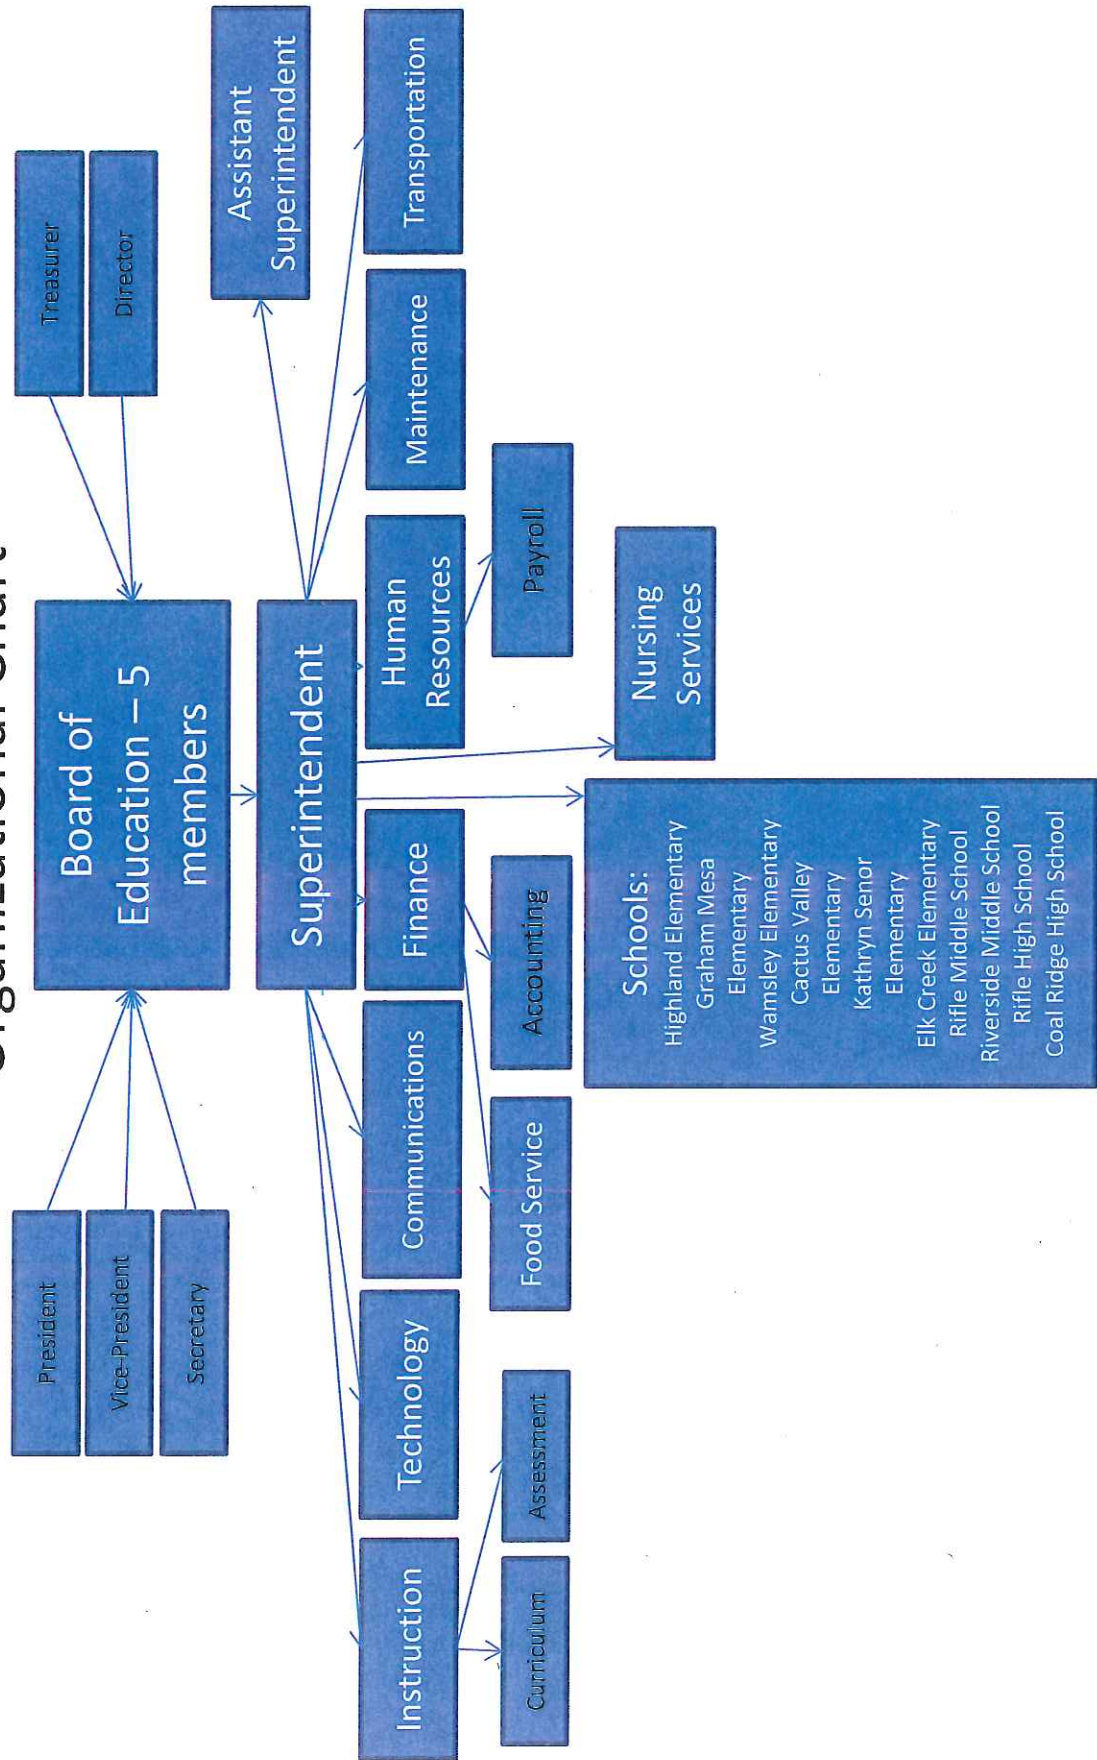 Organizational Chart
President
Vice-President
Secretary
Board of
Education – 5
members
Treasurer
Director
Superintendent
Assistant
Superintendent
Instruction
Technology
Communications
Finance
Human
Resources
Maintenance
Transportation
Curriculum
Assessment
Food Service
Accounting
Payroll
Schools:
Highland Elementary
Graham Mesa
Elementary
Wamsley Elementary
Cactus Valley
Elementary
Kathryn Senor
Elementary
Elk Creek Elementary
Rifle Middle School
Riverside Middle School
Rifle High School
Coal Ridge High School
Nursing
Services